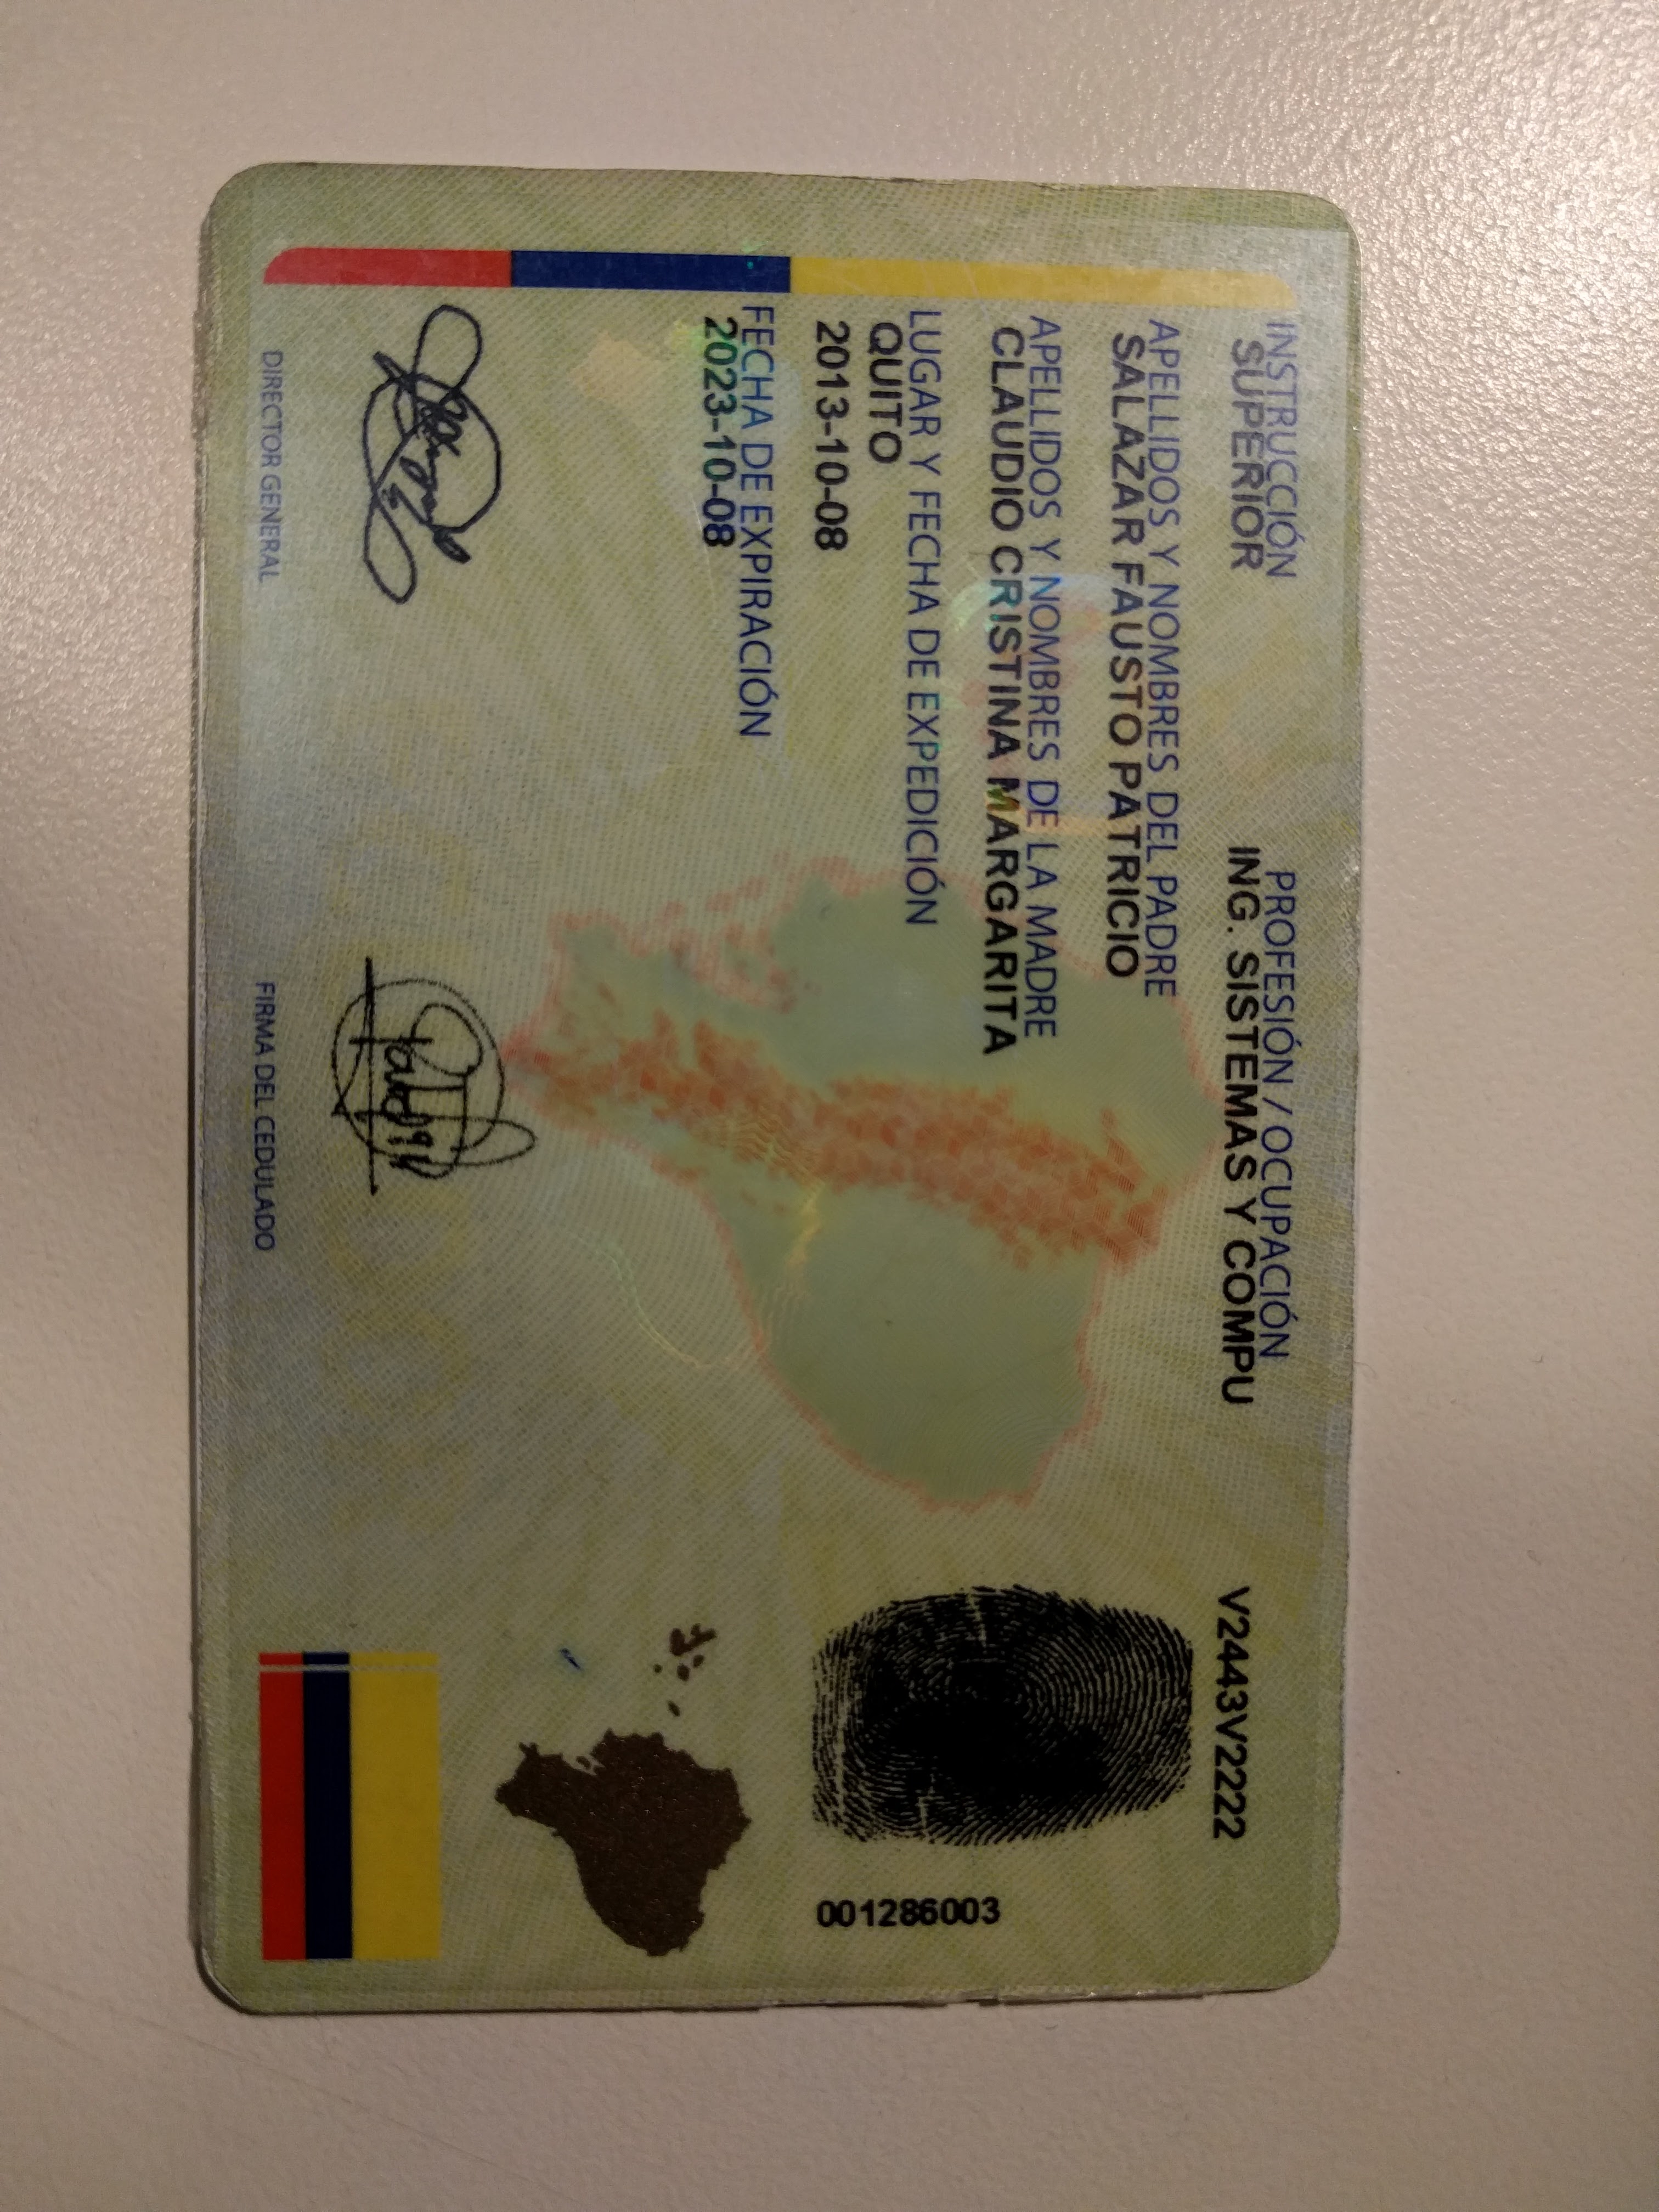 INSTRUCCIÓN
SUPERIOR
PROFESIÓN / OCUPACIÓN
ING. SISTEMAS Y COMPU
V2443V2222
APELLIDOS Y NOMBRES DEL PADRE
SALAZAR FAUSTO PATRICIO
APELLIDOS Y NOMBRES DE LA MADRE
CLAUDIO CRISTINA MARGARITA
LUGAR Y FECHA DE EXPEDICIÓN
QUITO
2013-10-08
FECHA DE EXPIRACIÓN
2023-10-08
001286003
DIRECTOR GENERAL
FIRMA DEL CEDULADO